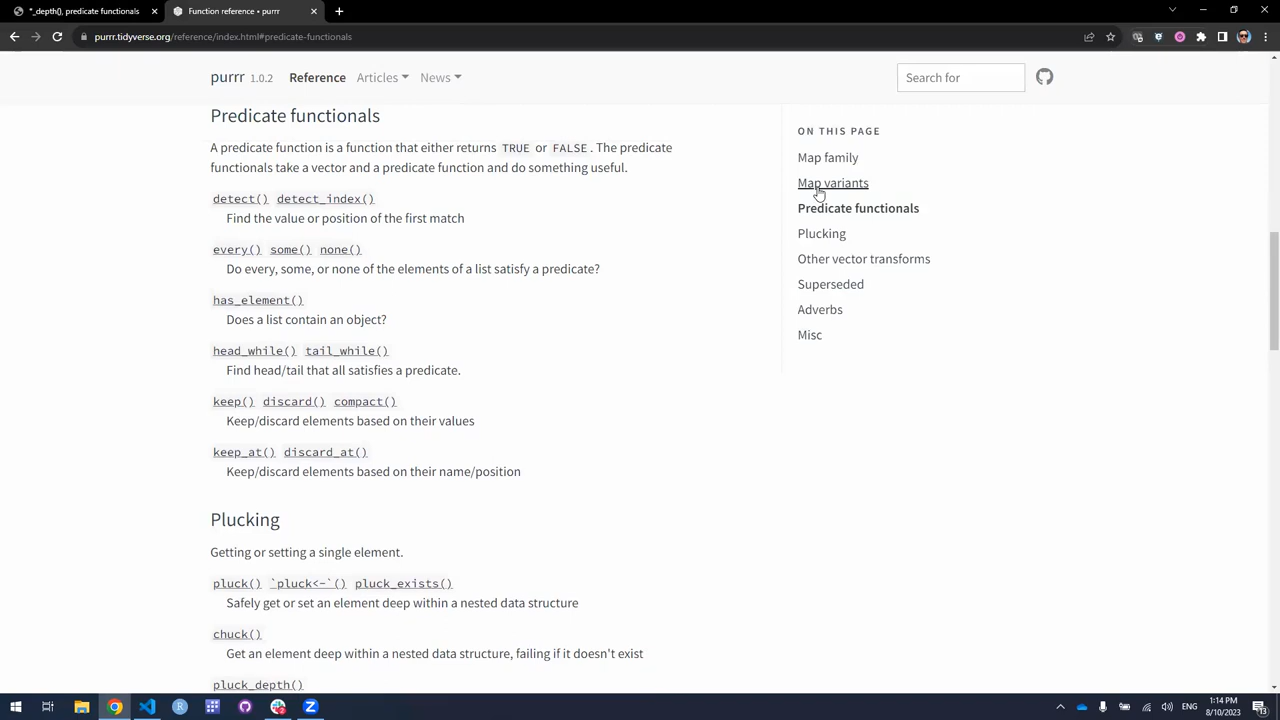 *_depth(), predicate functionals
Function reference • purrr
purrr.tidyverse.org/reference/index.html#predicate-functionals
purrr 1.0.2 Reference Articles News
Search for
Predicate functionals
A predicate function is a function that either returns TRUE or FALSE. The predicate
functionals take a vector and a predicate function and do something useful.
detect() detect_index()
Find the value or position of the first match
every() some() none()
Do every, some, or none of the elements of a list satisfy a predicate?
has_element()
Does a list contain an object?
head_while() tail_while()
Find head/tail that all satisfies a predicate.
keep() discard() compact()
Keep/discard elements based on their values
keep_at() discard_at()
Keep/discard elements based on their name/position
Plucking
Getting or setting a single element.
pluck() `pluck<-`() pluck_exists()
Safely get or set an element deep within a nested data structure
chuck()
Get an element deep within a nested data structure, failing if it doesn't exist
pluck_depth()
ON THIS PAGE
Map family
Map variants
Predicate functionals
Plucking
Other vector transforms
Superseded
Adverbs
Misc
ENG
1:14 PM
8/10/2023
13